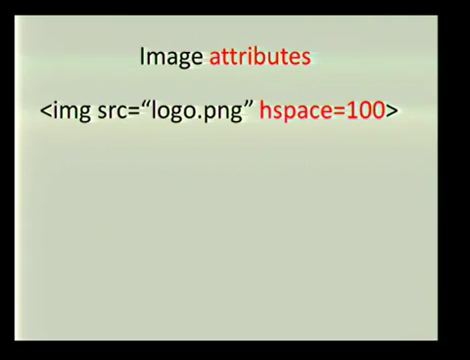 Image attributes
<img src=“logo.png” hspace=100>